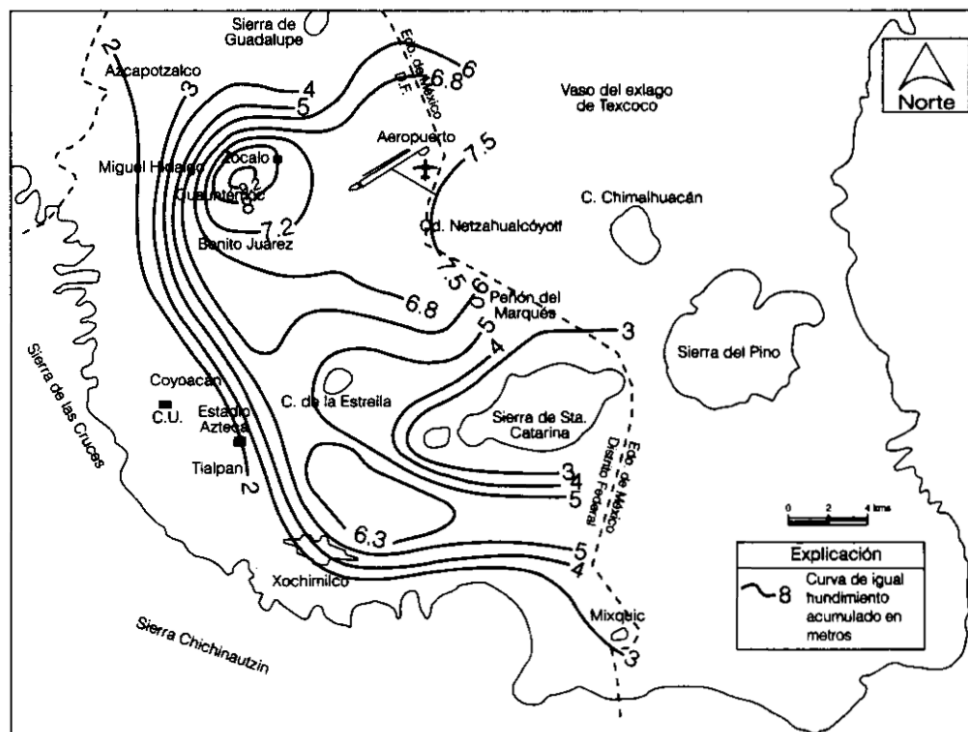 Sierra de
Guadalupe
2
Azcapotzalco
3
4
5
6
6.8
Edo. de México
D.F.
Vaso del exlago
de Texcoco
Norte
Aeropuerto
Miguel Hidalgo
Zócalo
Cuauhtémoc
7.5
C. Chimalhuacán
7.2
Benito Juárez
Cd. Netzahualcóyotl
7.5
6.8
6
5
4
3
Peñón del
Marqués
Sierra del Pino
Sierra de las Cruces
Coyoacán
C.U.
Estadio
Azteca
C. de la Estrella
Sierra de Sta.
Catarina
Tlalpan
2
3
4
5
Edo. de México
Distrito Federal
6.3
0 2 4 kms
5
4
Xochimilco
Mixquic
3
Sierra Chichinautzin
Explicación
8
Curva de igual
hundimiento
acumulado en
metros